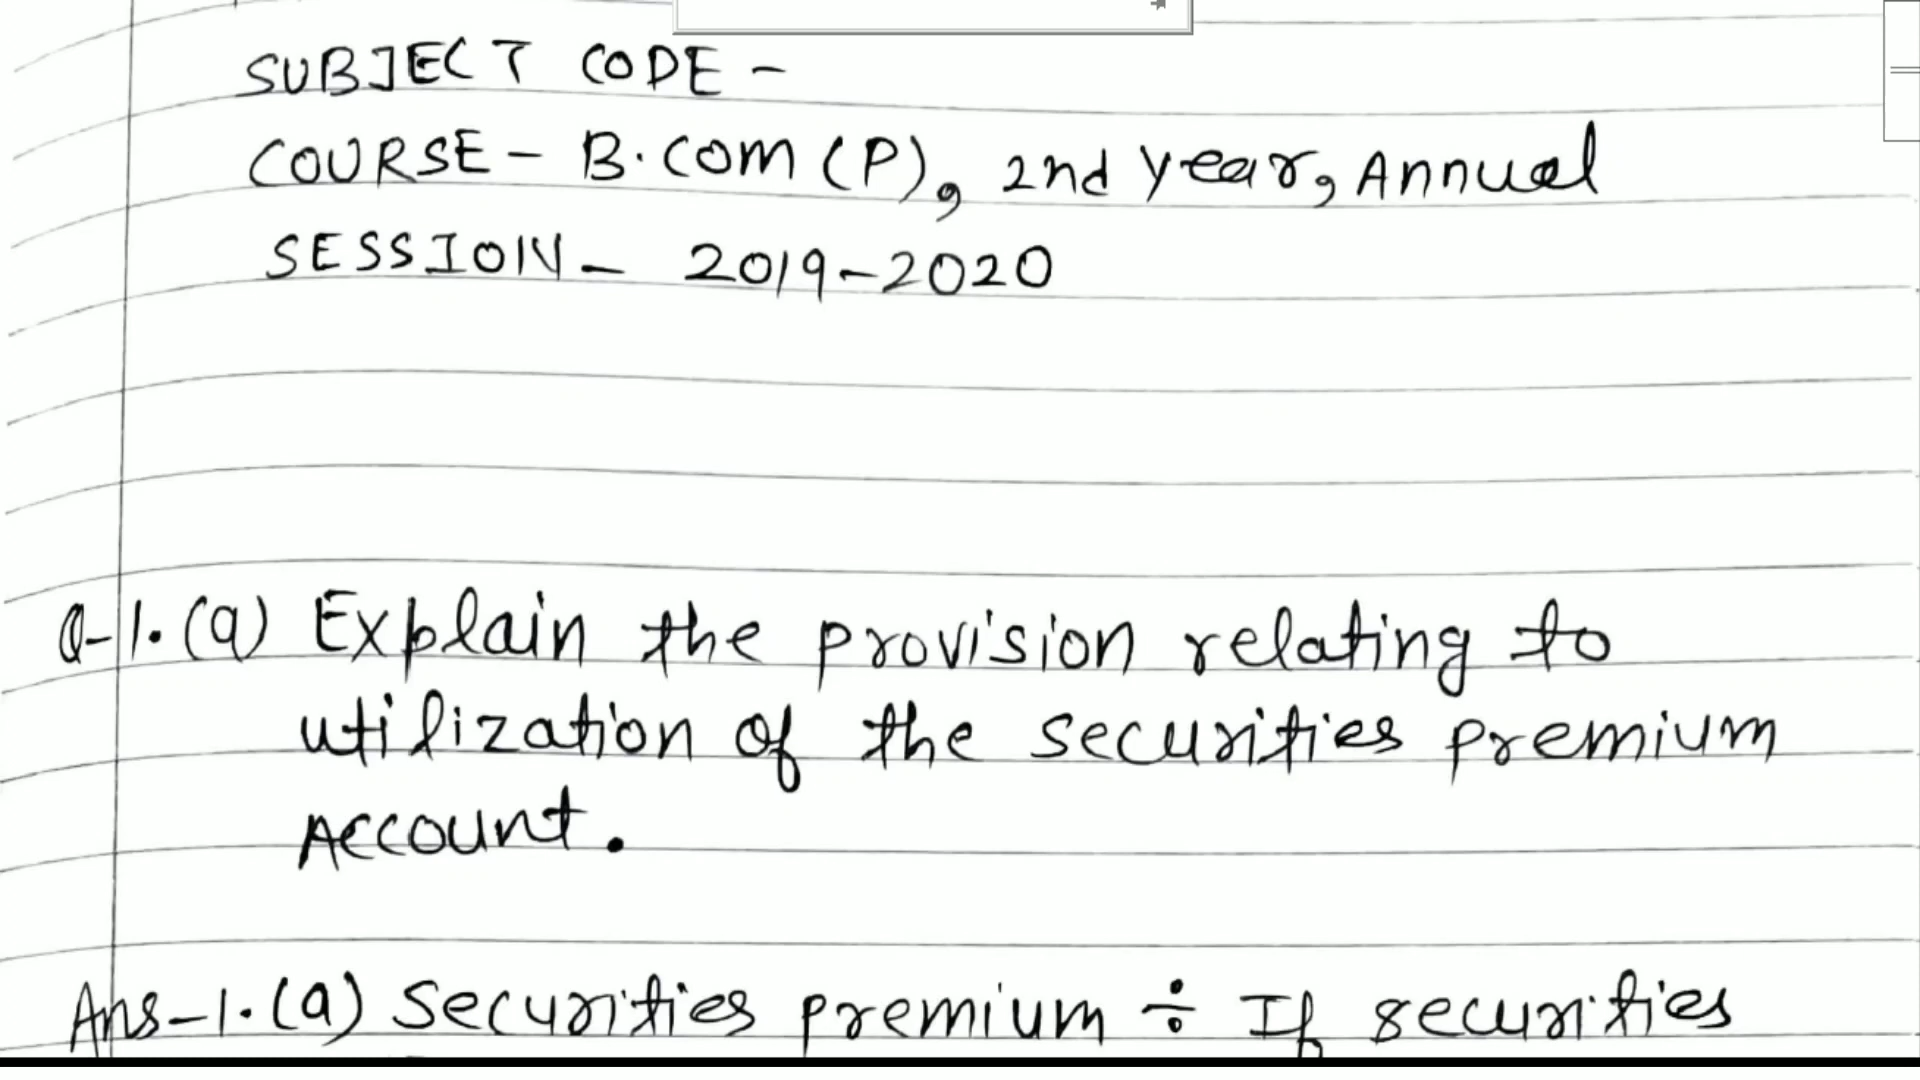 SUBJECT CODE -
COURSE - B.COM (P), 2nd year, Annual
SESSION - 2019-2020
Q-1. (a) Explain the provision relating to
utilization of the securities premium
Account.
Ans-1. (a) Securities premium ÷ If securities